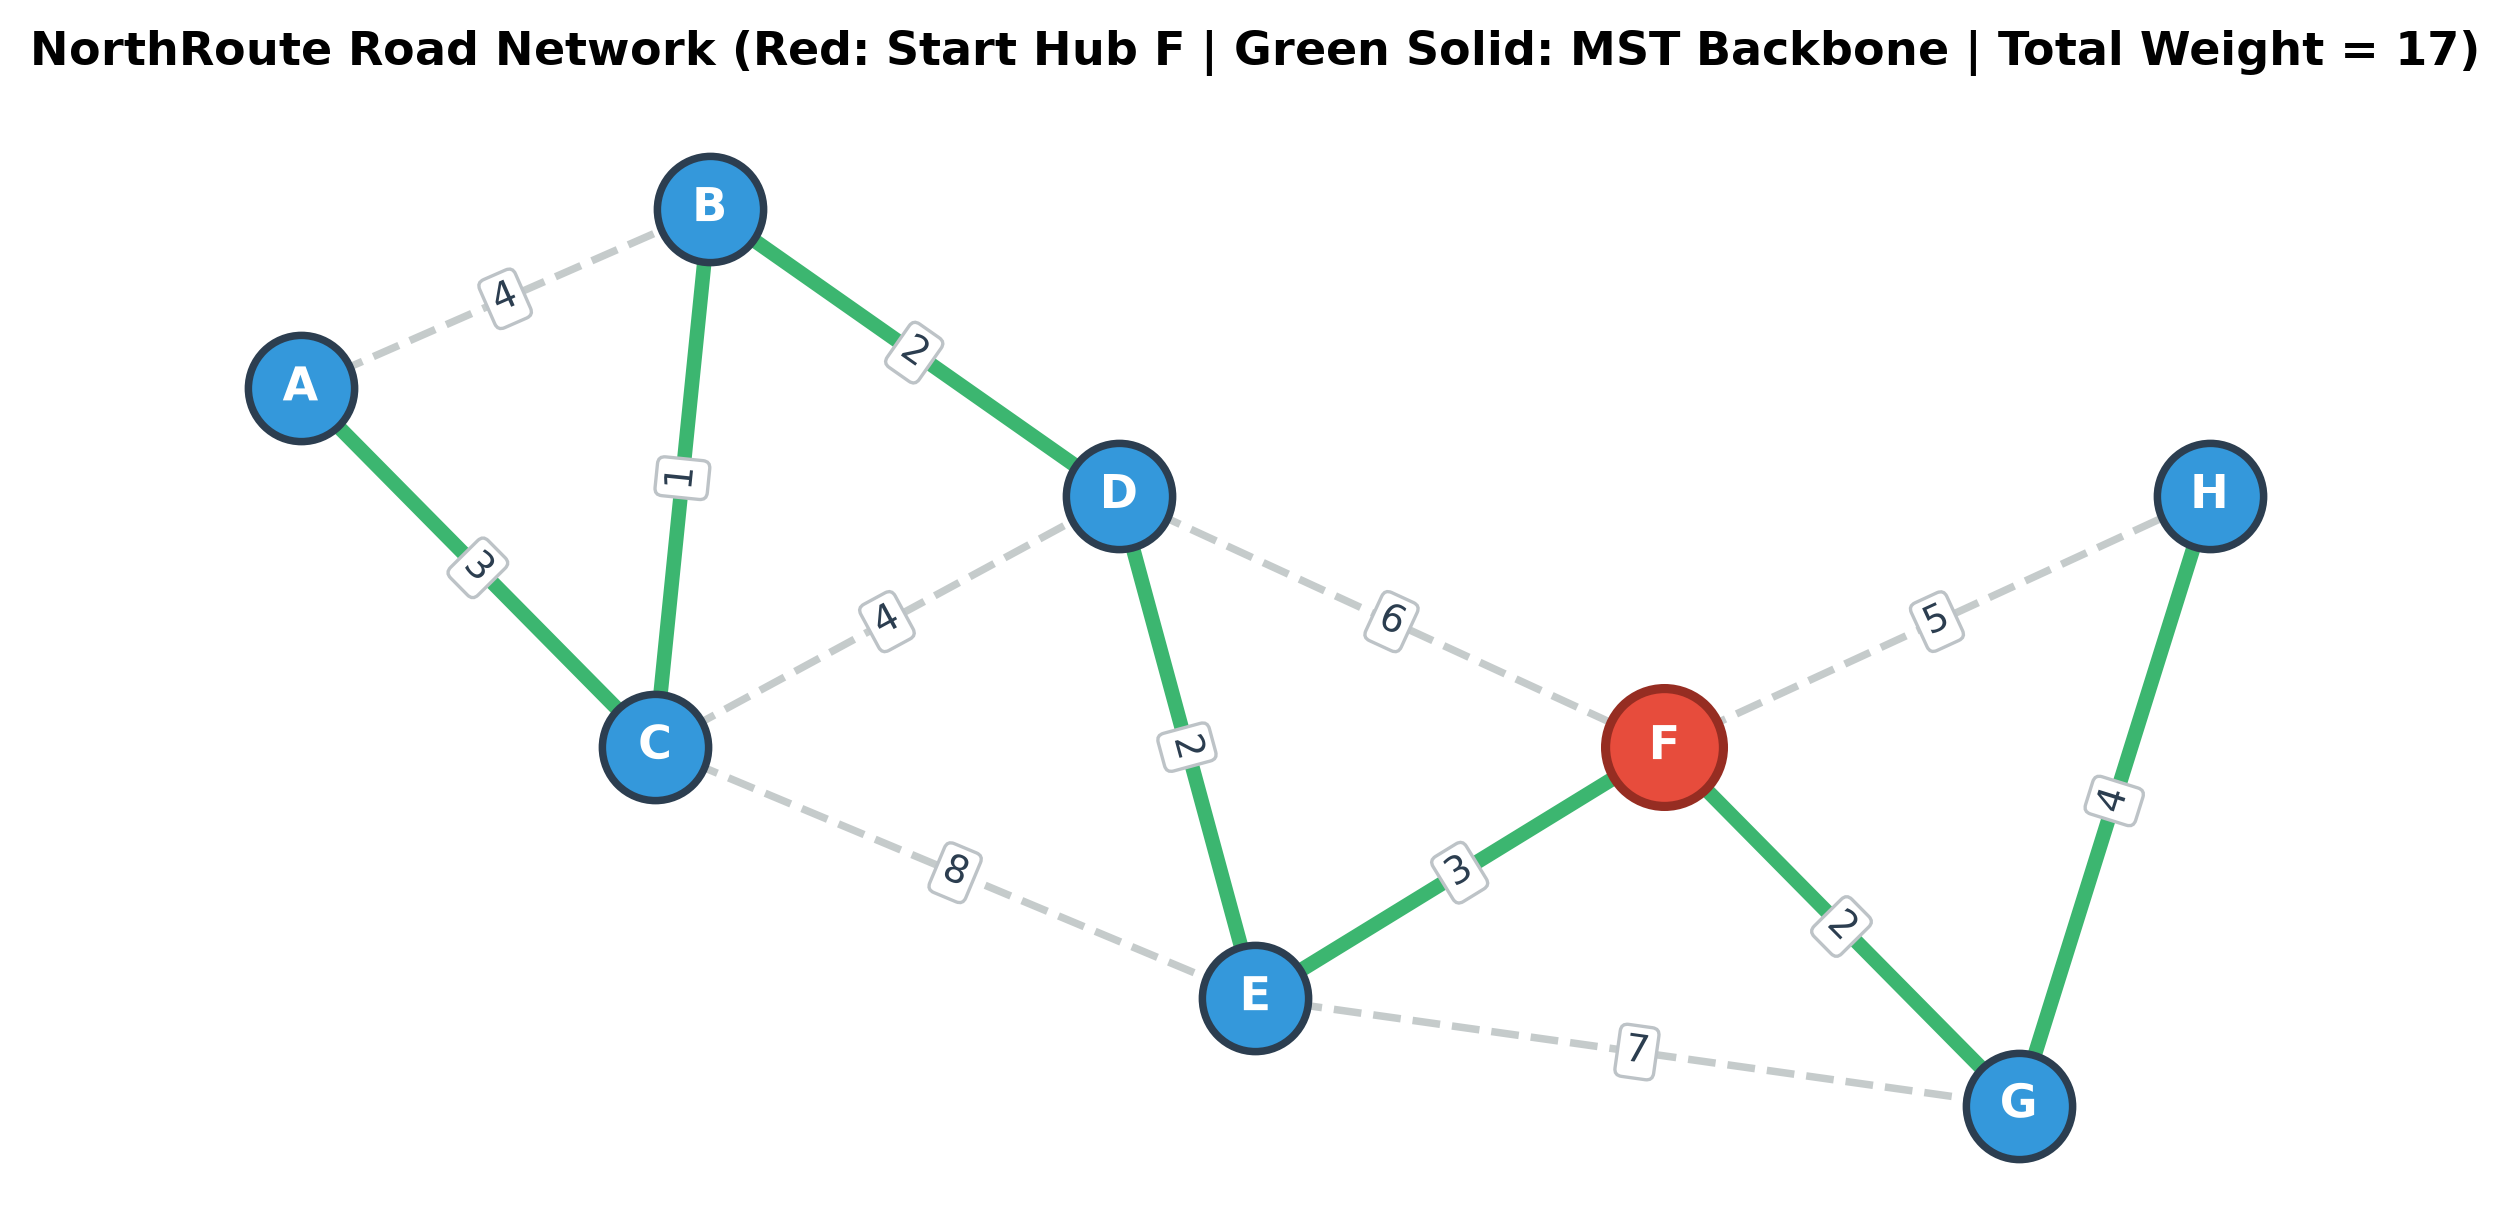 NorthRoute Road Network (Red: Start Hub F | Green Solid: MST Backbone | Total Weight = 17)
B
4
A
2
1
D
H
3
4
6
5
C
2
F
4
8
3
2
E
7
G